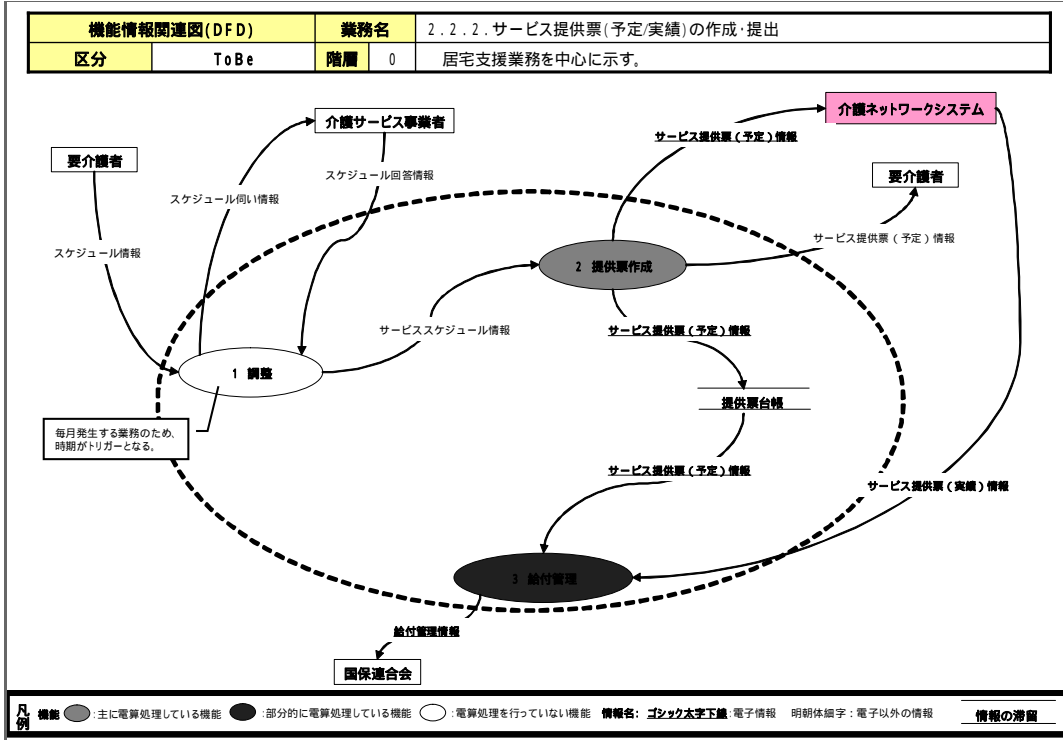 機能情報関連図(DFD) 業務名 2.2.2.サービス提供票(予定/実績)の作成・提出
区分 ToBe 階層 0 居宅支援業務を中心に示す。
介護サービス事業者
介護ネットワークシステム
サービス提供票(予定)情報
要介護者
要介護者
スケジュール回答情報
スケジュール伺い情報
サービス提供票(予定)情報
スケジュール情報
2 提供票作成
サービススケジュール情報
サービス提供票(予定)情報
1 調整
提供票台帳
毎月発生する業務のため、
時期がトリガーとなる。
サービス提供票(予定)情報
サービス提供票(実績)情報
3 給付管理
給付管理情報
国保連合会
凡例 機能 :主に電算処理している機能 :部分的に電算処理している機能 :電算処理を行っていない機能 情報名: ゴシック太字下線:電子情報 明朝体細字:電子以外の情報 情報の滞留